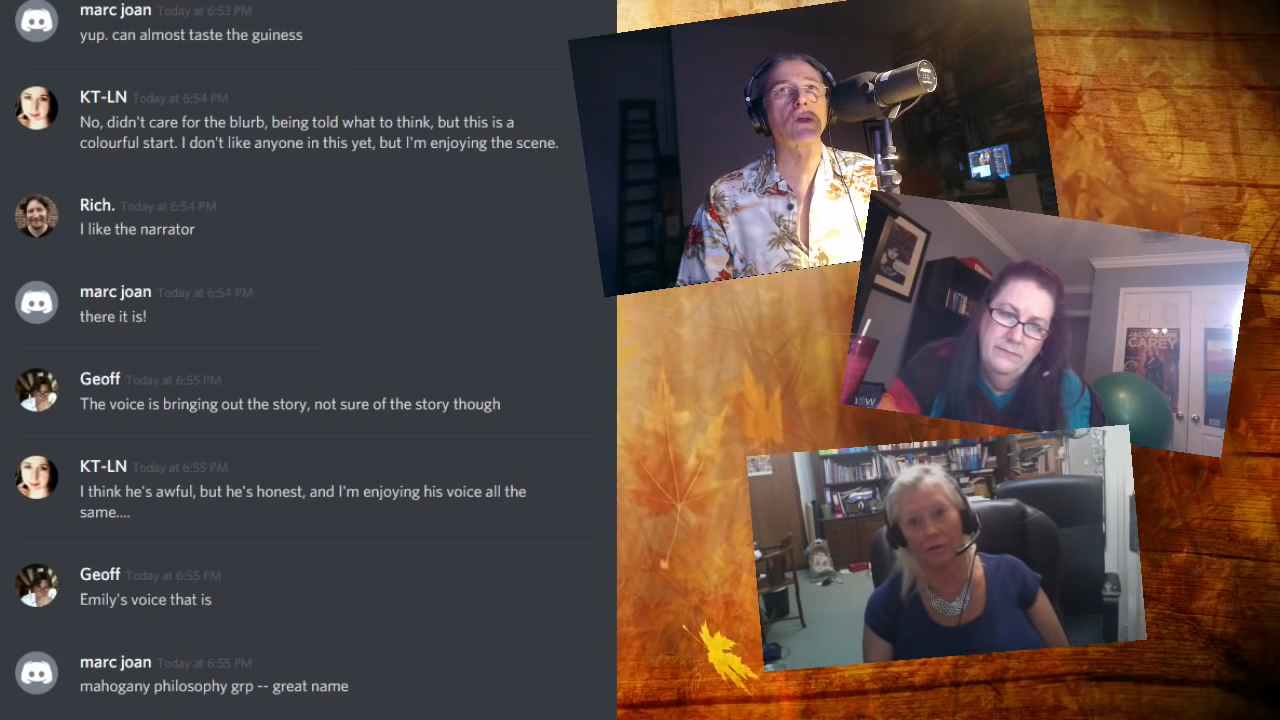 marc joan Today at 6:53 PM
yup. can almost taste the guiness
KT-LN Today at 6:54 PM
No, didn't care for the blurb, being told what to think, but this is a
colourful start. I don't like anyone in this yet, but I'm enjoying the scene.
Rich. Today at 6:54 PM
I like the narrator
marc joan Today at 6:54 PM
there it is!
Geoff Today at 6:55 PM
The voice is bringing out the story, not sure of the story though
KT-LN Today at 6:55 PM
I think he's awful, but he's honest, and I'm enjoying his voice all the
same....
Geoff Today at 6:55 PM
Emily's voice that is
marc joan Today at 6:55 PM
mahogany philosophy grp -- great name
JACQUELINE
CAREY